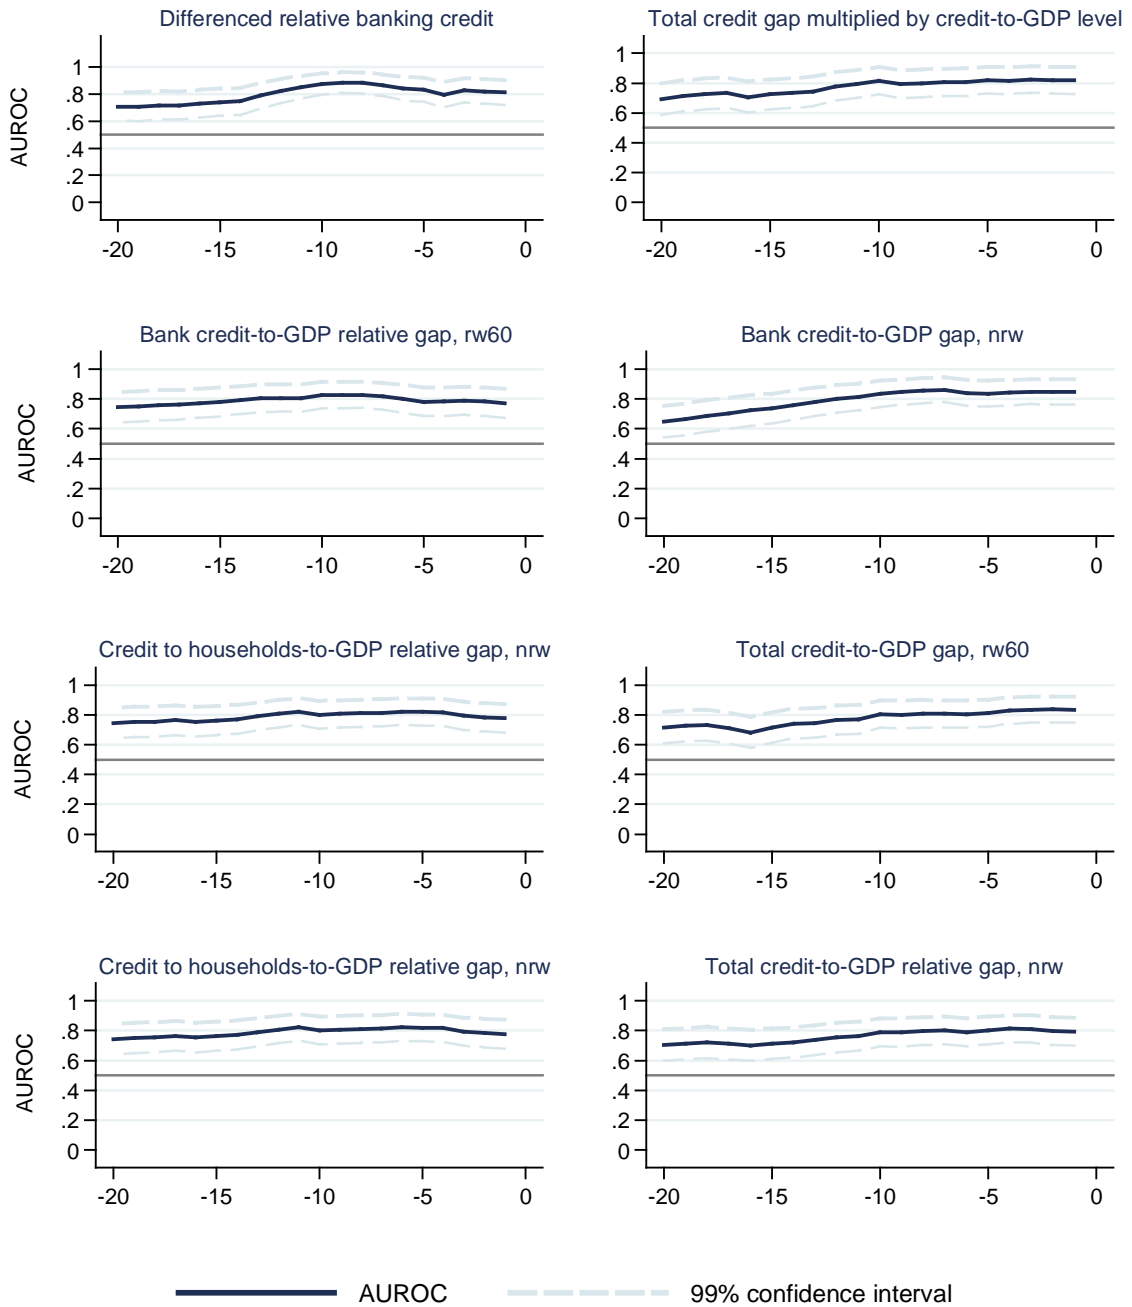 Differenced relative banking credit
AUROC
1
.8
.6
.4
.2
0
-20 -15 -10 -5 0
Total credit gap multiplied by credit-to-GDP level
1
.8
.6
.4
.2
0
-20 -15 -10 -5 0
Bank credit-to-GDP relative gap, rw60
AUROC
1
.8
.6
.4
.2
0
-20 -15 -10 -5 0
Bank credit-to-GDP gap, nrw
1
.8
.6
.4
.2
0
-20 -15 -10 -5 0
Credit to households-to-GDP relative gap, nrw
AUROC
1
.8
.6
.4
.2
0
-20 -15 -10 -5 0
Total credit-to-GDP gap, rw60
1
.8
.6
.4
.2
0
-20 -15 -10 -5 0
Credit to households-to-GDP relative gap, nrw
AUROC
1
.8
.6
.4
.2
0
-20 -15 -10 -5 0
Total credit-to-GDP relative gap, nrw
1
.8
.6
.4
.2
0
-20 -15 -10 -5 0
AUROC 99% confidence interval